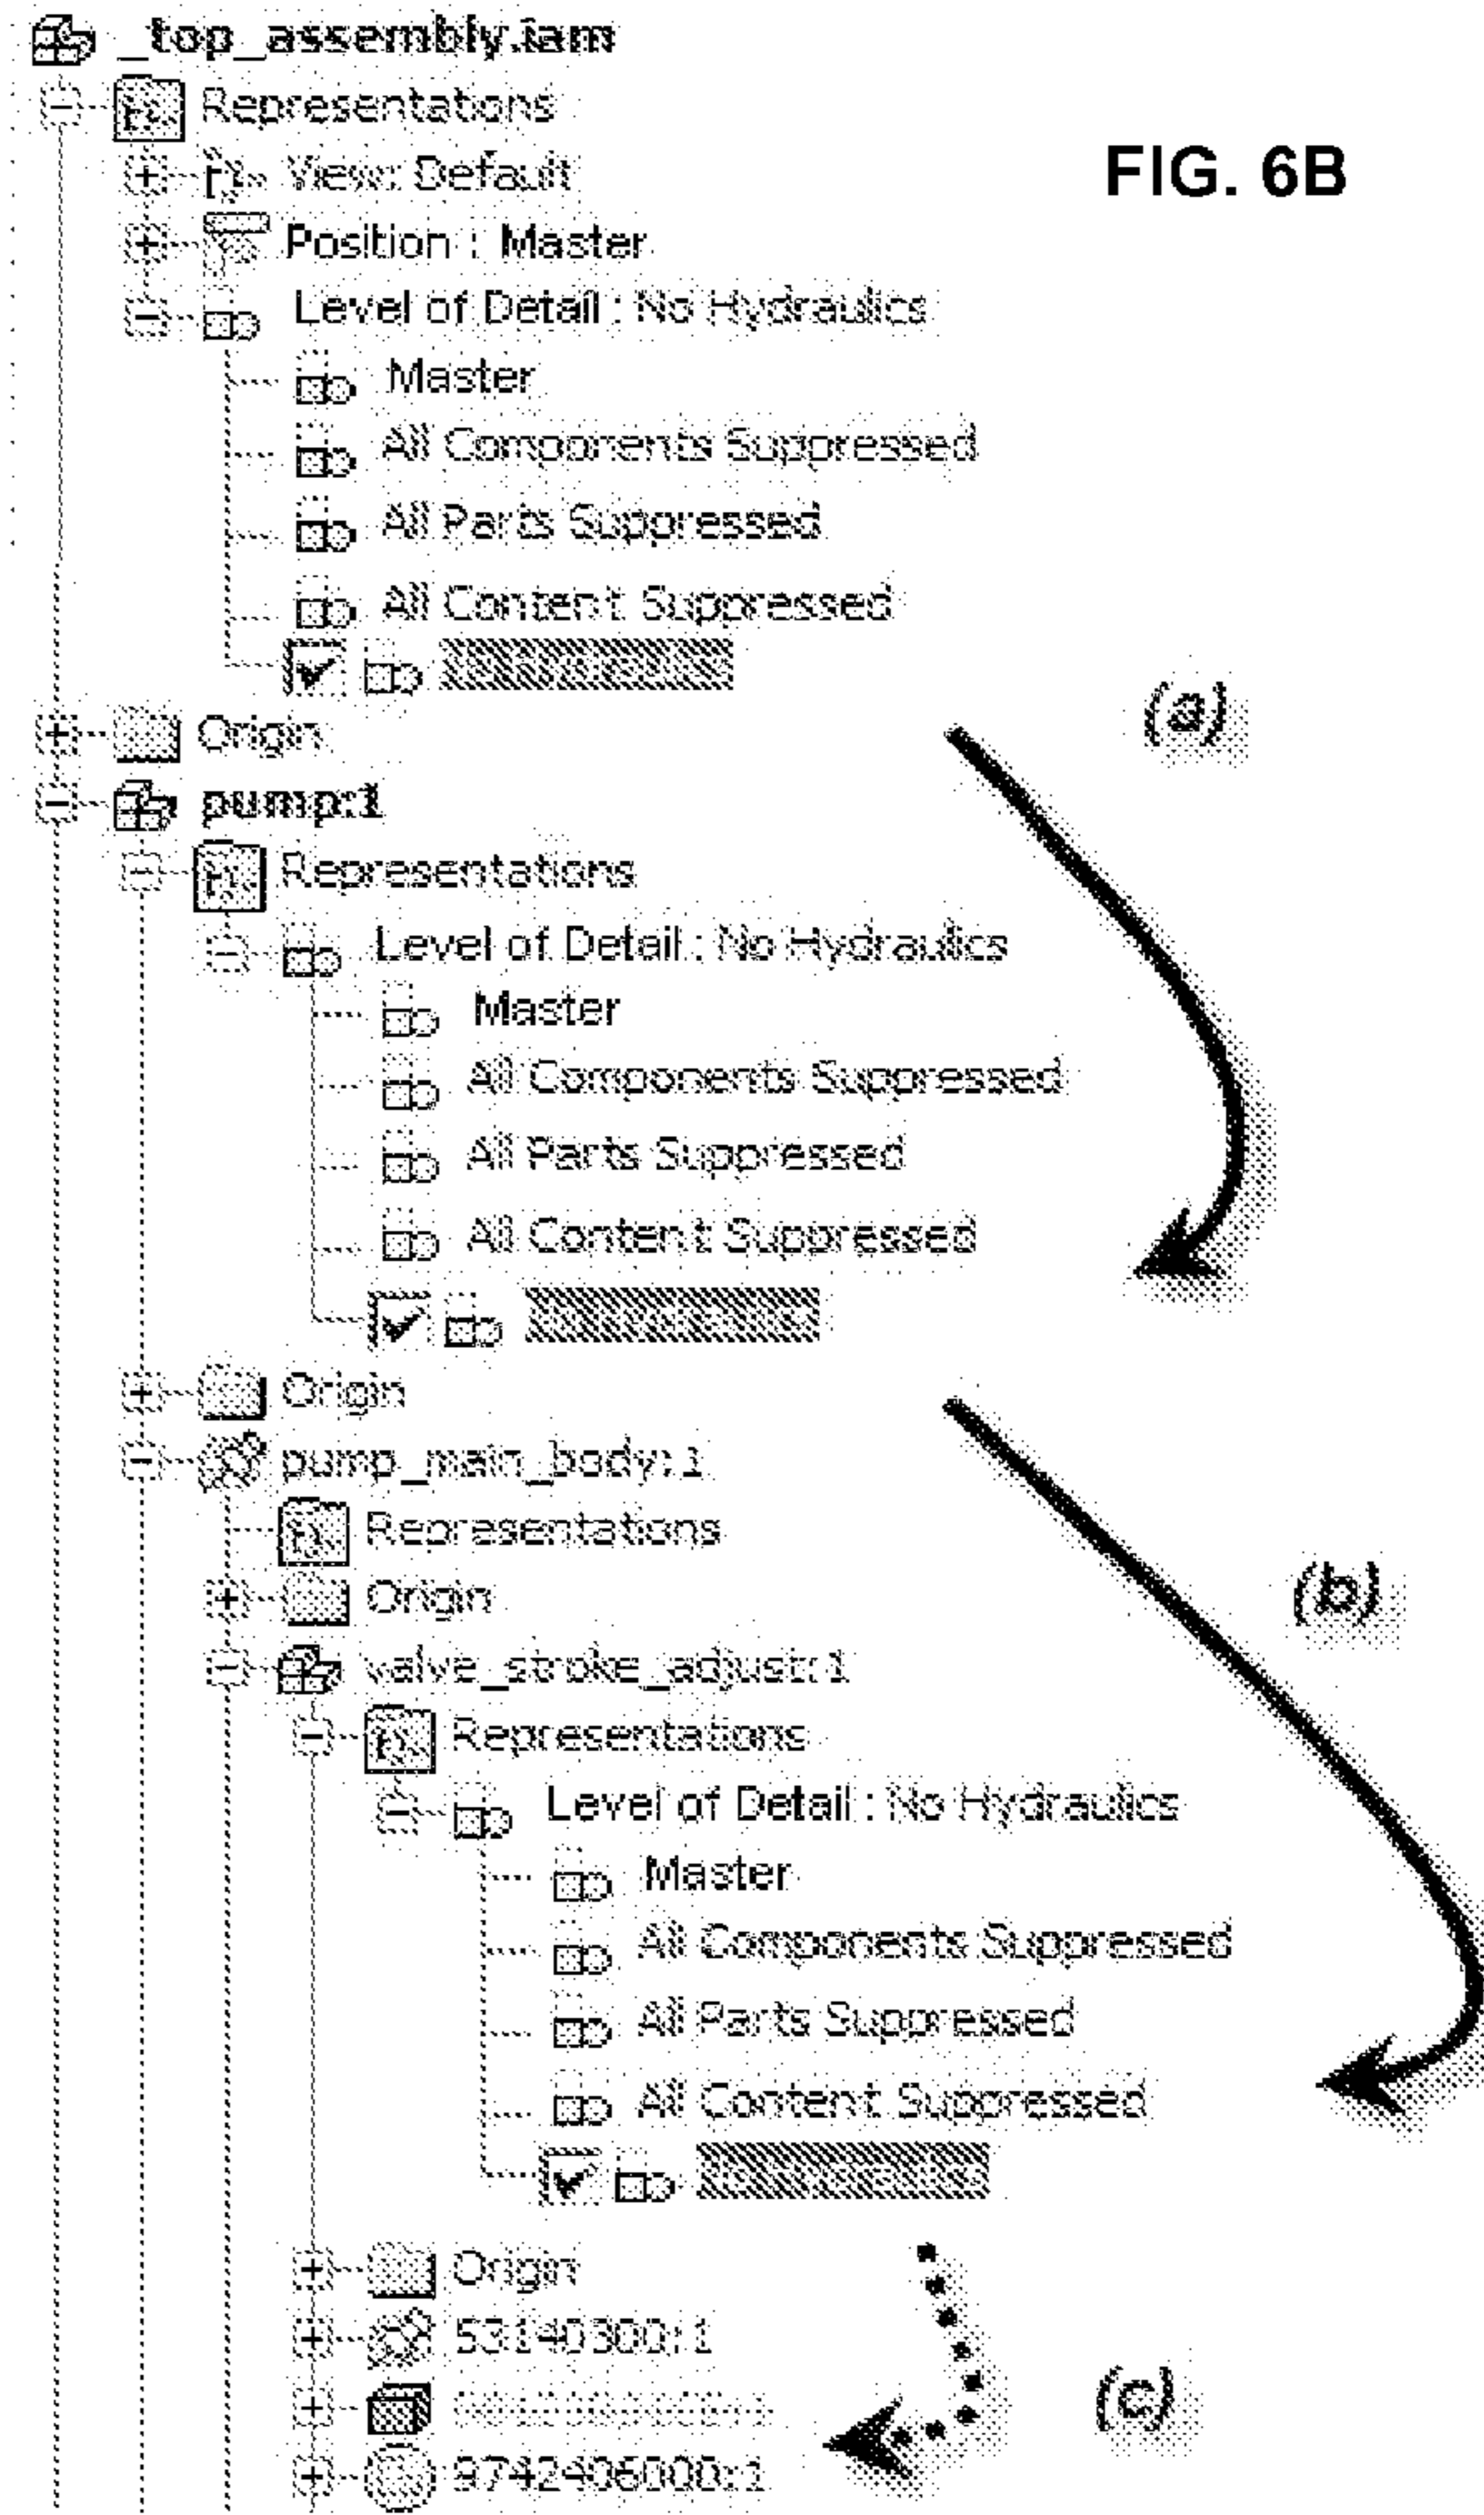 _top_assembly.iam
Representations
FIG. 6B
View: Default
Position : Master
Level of Detail : No Hydraulics
Master
All Components Suppressed
All Parts Suppressed
All Content Suppressed
(a)
Origin
pump:1
Representations
Level of Detail : No Hydraulics
Master
All Components Suppressed
All Parts Suppressed
All Content Suppressed
Origin
pump_main_body:1
Representations
(b)
Origin
valve_stroke_adjust:1
Representations
Level of Detail : No Hydraulics
Master
All Components Suppressed
All Parts Suppressed
All Content Suppressed
Origin
53140300:1
(c)
9742406000:1